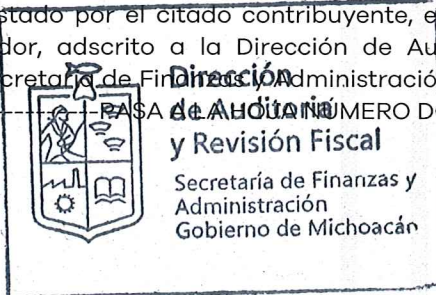 stado por el citado contribuyente, e
dor, adscrito a la Dirección de Au
cretaría de Finanzas y Administració
-----------PASA A LA HOJA NÚMERO D
Dirección
de Auditoría
y Revisión Fiscal
Secretaría de Finanzas y
Administración
Gobierno de Michoacán